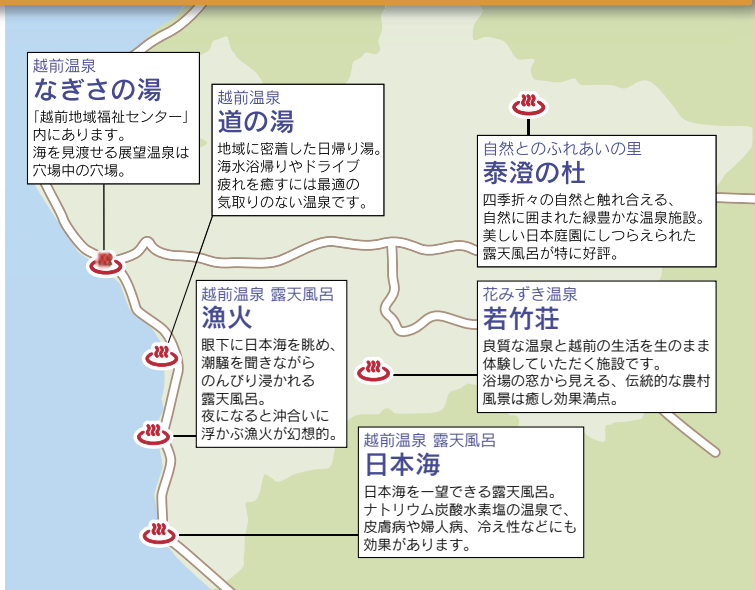 越前温泉
なぎさの湯
「越前地域福祉センター」
内にあります。
海を見渡せる展望温泉は
穴場中の穴場。
越前温泉
道の湯
地域に密着した日帰り湯。
海水浴帰りやドライブ
疲れを癒すには最適の
気取りのない温泉です。
自然とのふれあいの里
泰澄の杜
四季折々の自然と触れ合える、
自然に囲まれた緑豊かな温泉施設。
美しい日本庭園にしつらえられた
露天風呂が特に好評。
越前温泉 露天風呂
漁火
眼下に日本海を眺め、
潮騒を聞きながら
のんびり浸かれる
露天風呂。
夜になると沖合いに
浮かぶ漁火が幻想的。
花みずき温泉
若竹荘
良質な温泉と越前の生活を生のまま
体験していただく施設です。
浴場の窓から見える、伝統的な農村
風景は癒し効果満点。
越前温泉 露天風呂
日本海
日本海を一望できる露天風呂。
ナトリウム炭酸水素塩の温泉で、
皮膚病や婦人病、冷え性などにも
効果があります。